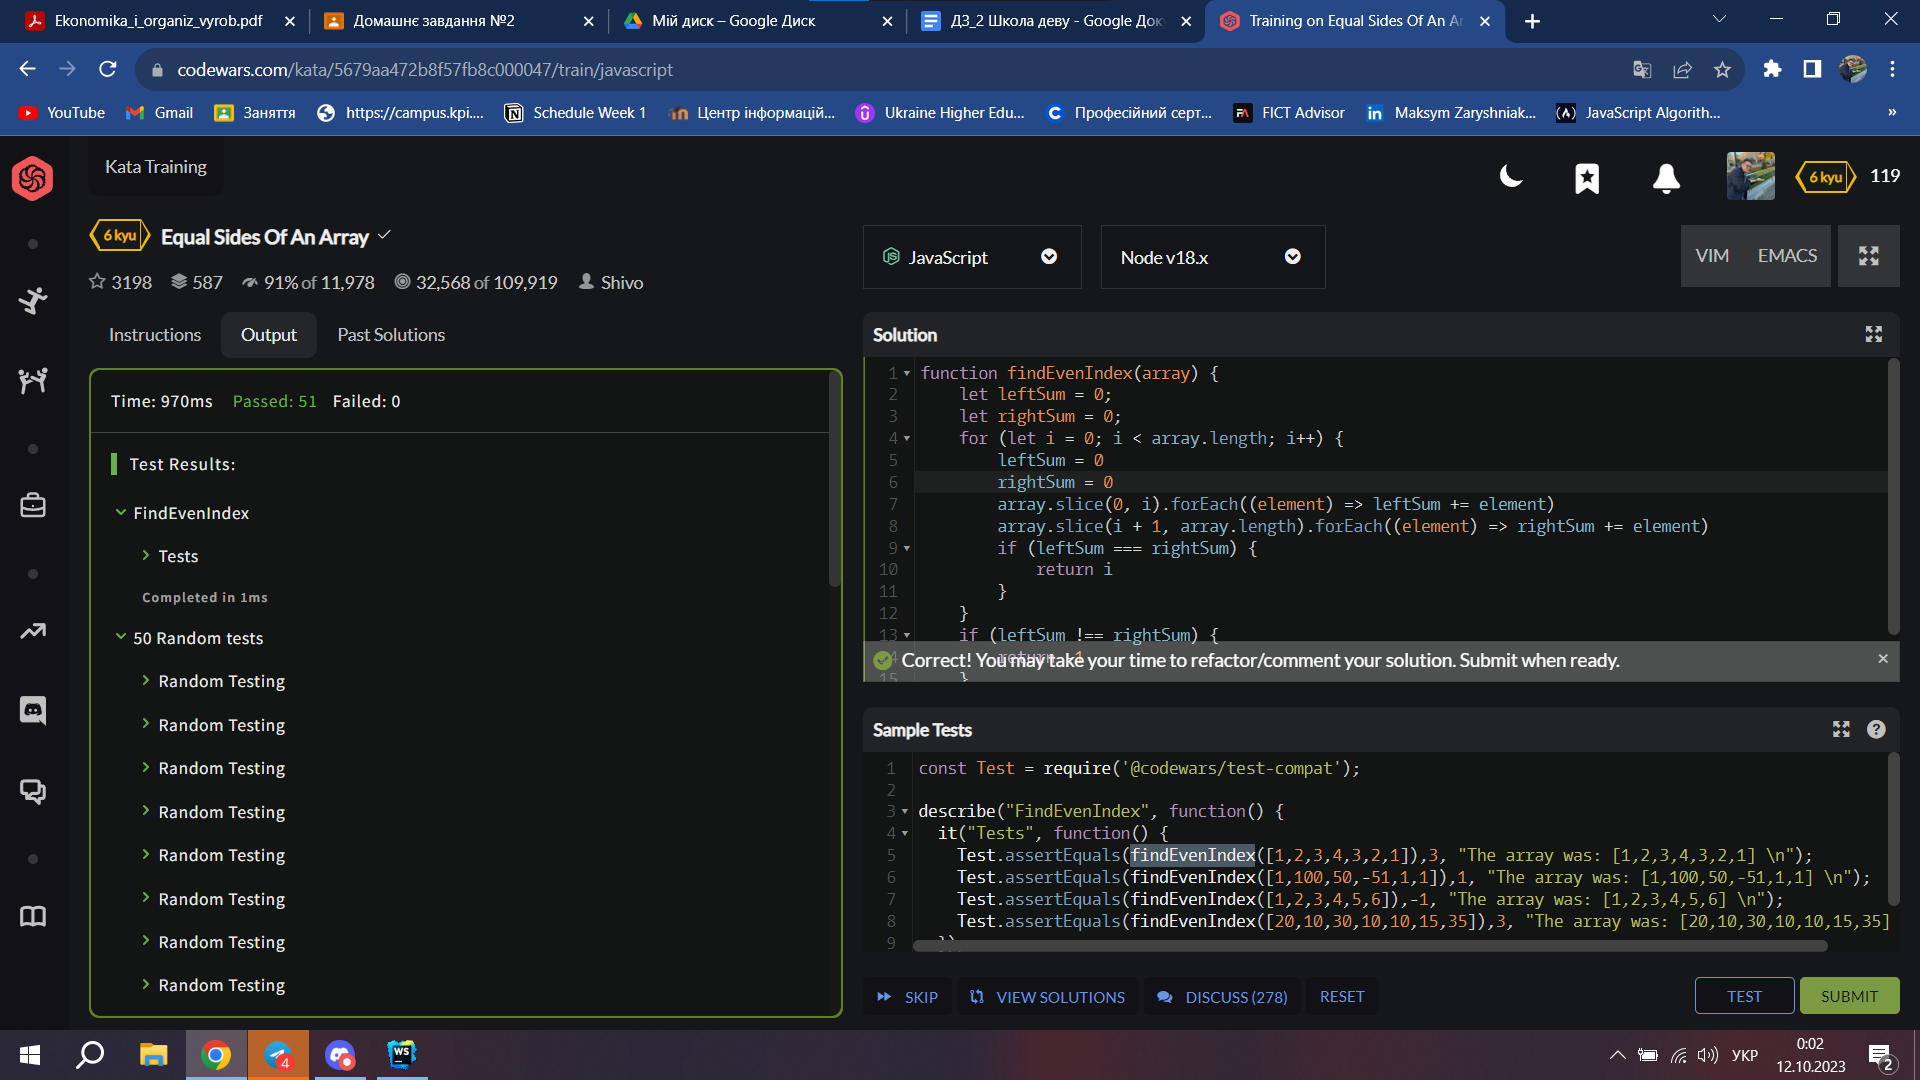 Ekonomika_i_organiz_vyrob.pdf
Домашнє завдання №2
Мій диск – Google Диск
ДЗ_2 Школа деву - Google Док
Training on Equal Sides Of An Ar
codewars.com/kata/5679aa472b8f57fb8c000047/train/javascript
YouTube
Gmail
Заняття
https://campus.kpi....
Schedule Week 1
Центр інформацій...
Ukraine Higher Edu...
Професійний серт...
FICT Advisor
Maksym Zaryshniak...
JavaScript Algorith...
»
Kata Training
6 kyu
119
6 kyu
Equal Sides Of An Array
3198
587
91% of 11,978
32,568 of 109,919
Shivo
JavaScript
Node v18.x
VIM
EMACS
Instructions
Output
Past Solutions
Time: 970ms Passed: 51 Failed: 0
Test Results:
FindEvenIndex
Tests
Completed in 1ms
50 Random tests
Random Testing
Random Testing
Random Testing
Random Testing
Random Testing
Random Testing
Random Testing
Random Testing
Solution
1 function findEvenIndex(array) {
2 let leftSum = 0;
3 let rightSum = 0;
4 for (let i = 0; i < array.length; i++) {
5 leftSum = 0
6 rightSum = 0
7 array.slice(0, i).forEach((element) => leftSum += element)
8 array.slice(i + 1, array.length).forEach((element) => rightSum += element)
9 if (leftSum === rightSum) {
10 return i
11 }
12 }
13 if (leftSum !== rightSum) {
Correct! You may take your time to refactor/comment your solution. Submit when ready.
15 }
Sample Tests
1 const Test = require('@codewars/test-compat');
2
3 describe("FindEvenIndex", function() {
4 it("Tests", function() {
5 Test.assertEquals(findEvenIndex([1,2,3,4,3,2,1]),3, "The array was: [1,2,3,4,3,2,1] \n");
6 Test.assertEquals(findEvenIndex([1,100,50,-51,1,1]),1, "The array was: [1,100,50,-51,1,1] \n");
7 Test.assertEquals(findEvenIndex([1,2,3,4,5,6]),-1, "The array was: [1,2,3,4,5,6] \n");
8 Test.assertEquals(findEvenIndex([20,10,30,10,10,15,35]),3, "The array was: [20,10,30,10,10,15,35]
9
SKIP
VIEW SOLUTIONS
DISCUSS (278)
RESET
TEST
SUBMIT
4
WS
УКР
0:02
12.10.2023
2